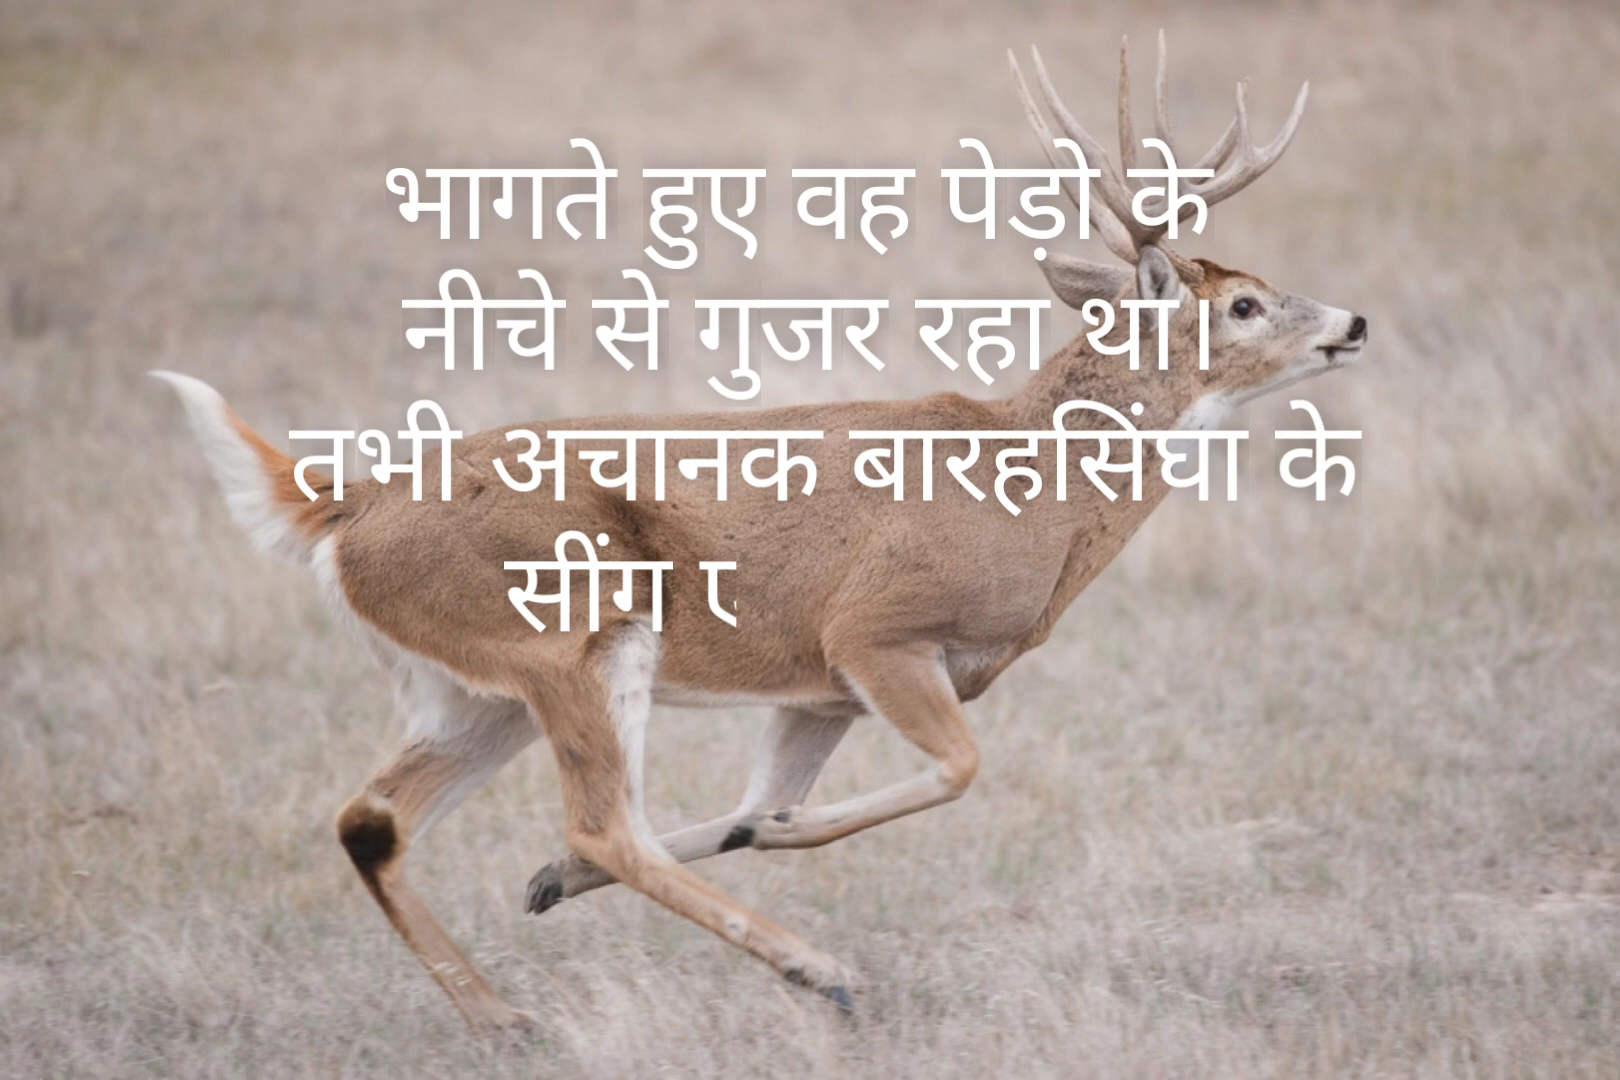 भागते हुए वह पेड़ो के
नीचे से गुजर रहा था।
तभी अचानक बारहसिंघा के
सींग